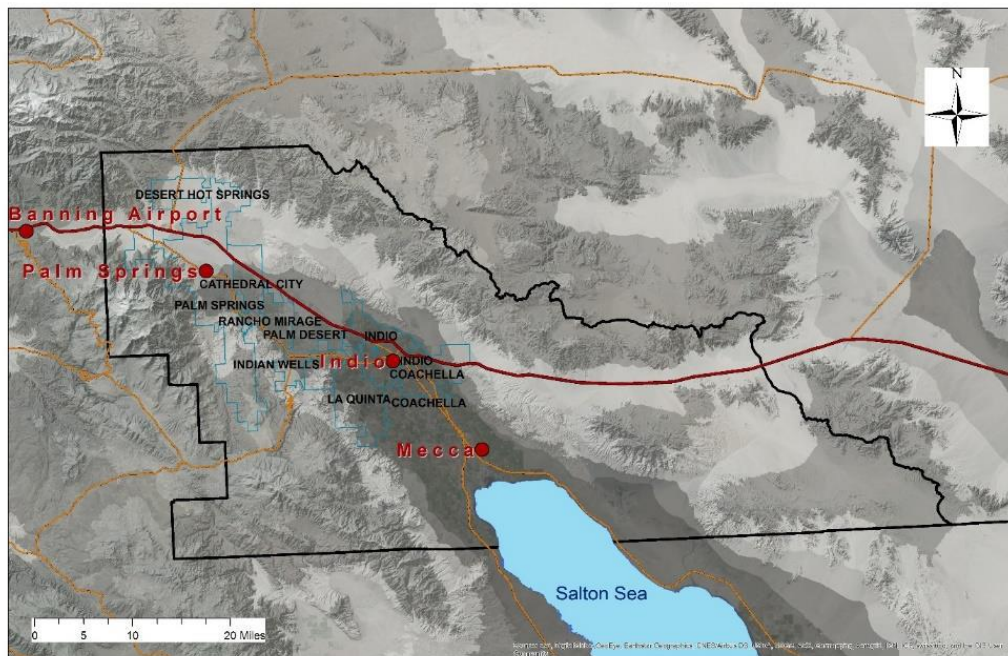 N
DESERT HOT SPRINGS
Banning Airport
Palm Springs
CATHEDRAL CITY
PALM SPRINGS
RANCHO MIRAGE
PALM DESERT
INDIO
Indio
INDIO
INDIAN WELLS
COACHELLA
LA QUINTA
COACHELLA
Mecca
Salton Sea
0 5 10 20 Miles